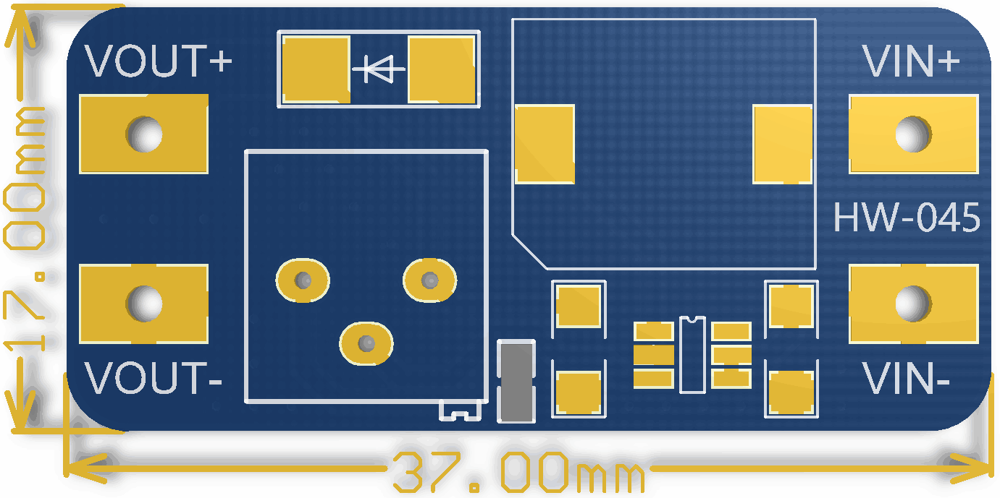 VOUT+
VIN+
17.00mm
HW-045
VOUT-
VIN-
37.00mm